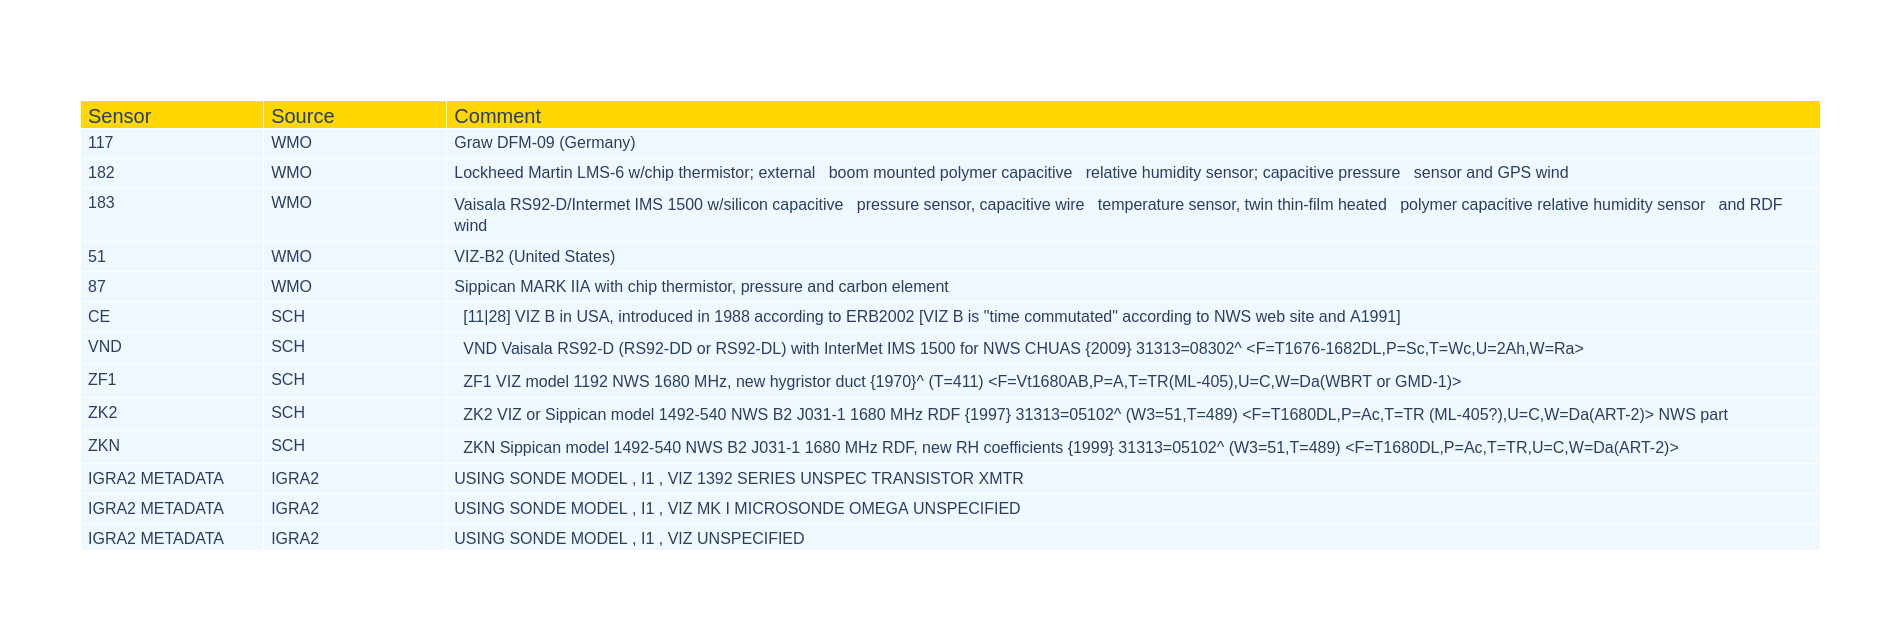 Sensor Source Comment
117 WMO Graw DFM-09 (Germany)
182 WMO Lockheed Martin LMS-6 w/chip thermistor; external   boom mounted polymer capacitive   relative humidity sensor; capacitive pressure   sensor and GPS wind
183 WMO Vaisala RS92-D/Intermet IMS 1500 w/silicon capacitive   pressure sensor, capacitive wire   temperature sensor, twin thin-film heated   polymer capacitive relative humidity sensor   and RDF
wind
51 WMO VIZ-B2 (United States)
87 WMO Sippican MARK IIA with chip thermistor, pressure and carbon element
CE SCH [11|28] VIZ B in USA, introduced in 1988 according to ERB2002 [VIZ B is "time commutated" according to NWS web site and A1991]
VND SCH VND Vaisala RS92-D (RS92-DD or RS92-DL) with InterMet IMS 1500 for NWS CHUAS {2009} 31313=08302^ <F=T1676-1682DL,P=Sc,T=Wc,U=2Ah,W=Ra>
ZF1 SCH ZF1 VIZ model 1192 NWS 1680 MHz, new hygristor duct {1970}^ (T=411) <F=Vt1680AB,P=A,T=TR(ML-405),U=C,W=Da(WBRT or GMD-1)>
ZK2 SCH ZK2 VIZ or Sippican model 1492-540 NWS B2 J031-1 1680 MHz RDF {1997} 31313=05102^ (W3=51,T=489) <F=T1680DL,P=Ac,T=TR (ML-405?),U=C,W=Da(ART-2)> NWS part
ZKN SCH ZKN Sippican model 1492-540 NWS B2 J031-1 1680 MHz RDF, new RH coefficients {1999} 31313=05102^ (W3=51,T=489) <F=T1680DL,P=Ac,T=TR,U=C,W=Da(ART-2)>
IGRA2 METADATA IGRA2 USING SONDE MODEL , I1 , VIZ 1392 SERIES UNSPEC TRANSISTOR XMTR
IGRA2 METADATA IGRA2 USING SONDE MODEL , I1 , VIZ MK I MICROSONDE OMEGA UNSPECIFIED
IGRA2 METADATA IGRA2 USING SONDE MODEL , I1 , VIZ UNSPECIFIED